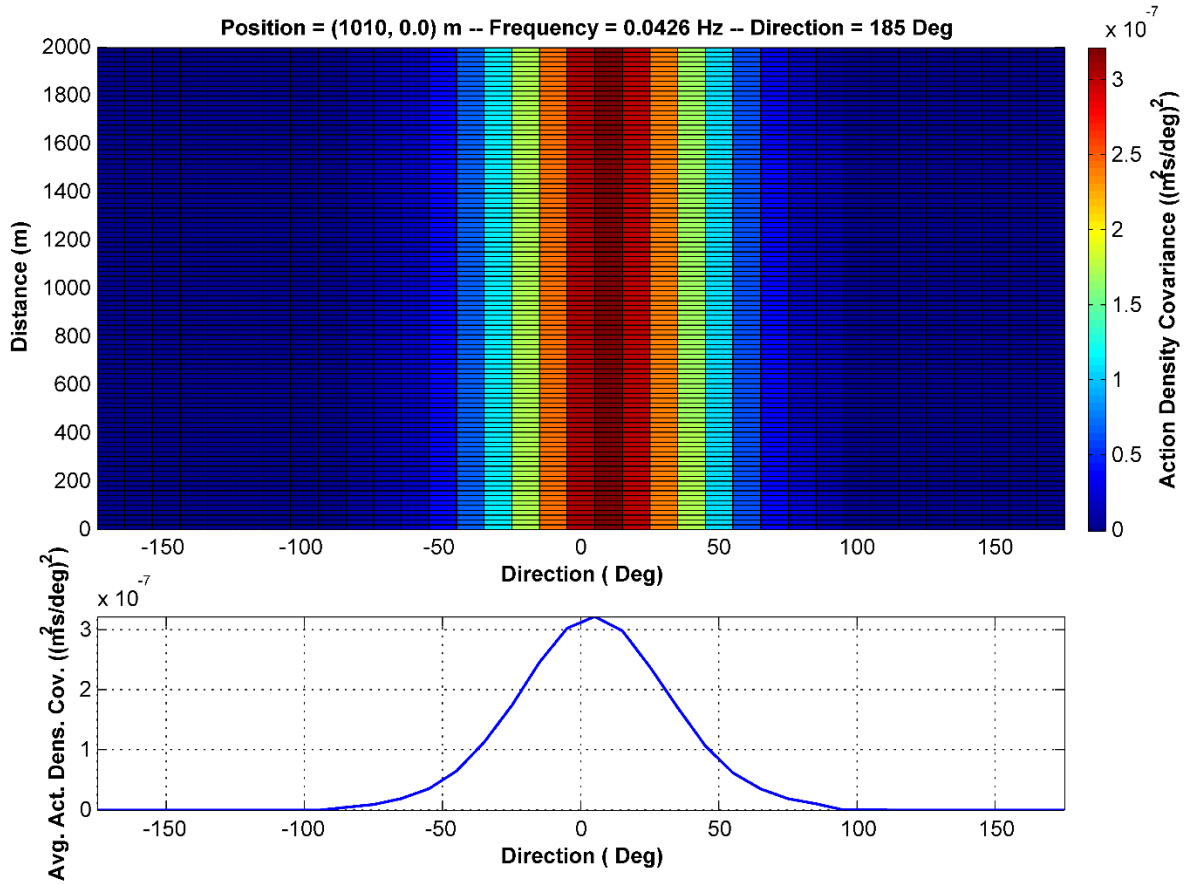 Position = (1010, 0.0) m -- Frequency = 0.0426 Hz -- Direction = 185 Deg
x 10^-7
2000
1800
1600
1400
1200
1000
800
600
400
200
0
Distance (m)
-150 -100 -50 0 50 100 150
Direction ( Deg)
3
2.5
2
1.5
1
0.5
0
Action Density Covariance ((m^2s/deg)^2)
x 10^-7
3
2
1
0
Avg. Act. Dens. Cov. ((m^2s/deg)^2)
-150 -100 -50 0 50 100 150
Direction ( Deg)